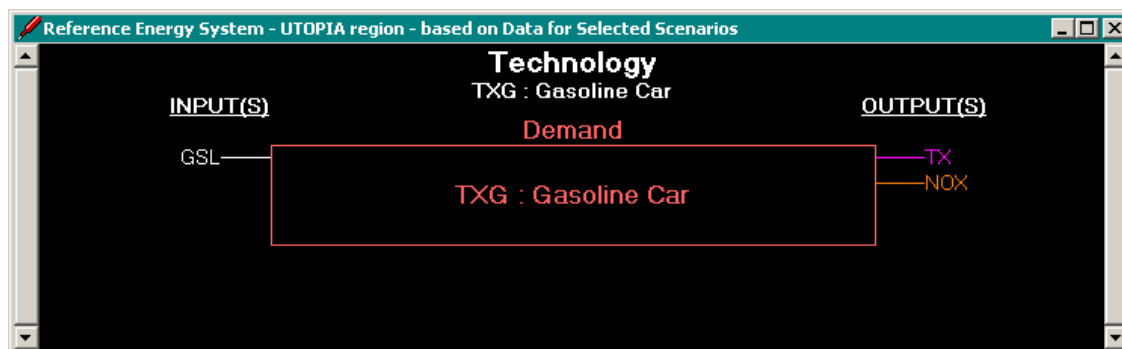 Reference Energy System - UTOPIA region - based on Data for Selected Scenarios
Technology
TXG : Gasoline Car
INPUT(S)
OUTPUT(S)
Demand
GSL
TX
TXG : Gasoline Car
NOX